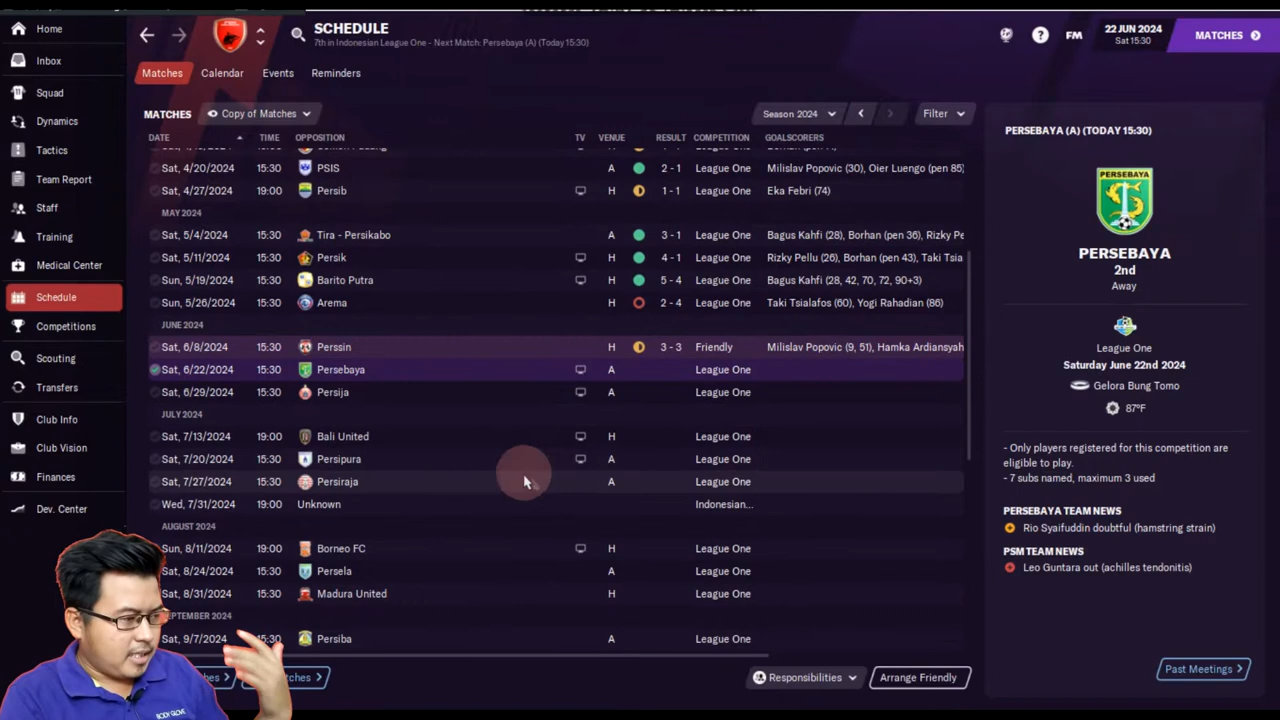 Home
Inbox
Squad
Dynamics
Tactics
Team Report
Staff
Training
Medical Center
Schedule
Competitions
Scouting
Transfers
Club Info
Club Vision
Finances
Dev. Center
SCHEDULE
7th in Indonesian League One - Next Match: Persebaya (A) (Today 15:30)
FM
22 JUN 2024
Sat 15:30
MATCHES
Matches Calendar Events Reminders
MATCHES Copy of Matches Season 2024 Filter
DATE TIME OPPOSITION TV VENUE RESULT COMPETITION GOALSCORERS
Sat, 4/20/2024 15:30 PSIS A 2 - 1 League One Milislav Popovic (30), Oier Luengo (pen 85)
Sat, 4/27/2024 19:00 Persib H 1 - 1 League One Eka Febri (74)
MAY 2024
Sat, 5/4/2024 15:30 Tira - Persikabo A 3 - 1 League One Bagus Kahfi (28), Borhan (pen 36), Rizky Pe
Sat, 5/11/2024 15:30 Persik H 4 - 1 League One Rizky Pellu (26), Borhan (pen 43), Taki Tsia
Sun, 5/19/2024 15:30 Barito Putra H 5 - 4 League One Bagus Kahfi (28, 42, 70, 72, 90+3)
Sun, 5/26/2024 15:30 Arema H 2 - 4 League One Taki Tsialafos (60), Yogi Rahadian (86)
JUNE 2024
Sat, 6/8/2024 15:30 Perssin H 3 - 3 Friendly Milislav Popovic (9, 51), Hamka Ardiansyah
Sat, 6/22/2024 15:30 Persebaya A League One
Sat, 6/29/2024 15:30 Persija A League One
JULY 2024
Sat, 7/13/2024 19:00 Bali United H League One
Sat, 7/20/2024 15:30 Persipura A League One
Sat, 7/27/2024 15:30 Persiraja A League One
Wed, 7/31/2024 19:00 Unknown Indonesian...
AUGUST 2024
Sun, 8/11/2024 19:00 Borneo FC H League One
Sat, 8/24/2024 15:30 Persela A League One
Sat, 8/31/2024 15:30 Madura United H League One
SEPTEMBER 2024
Sat, 9/7/2024 15:30 Persiba A League One
Responsibilities Arrange Friendly
PERSEBAYA (A) (TODAY 15:30)
PERSEBAYA
PERSEBAYA
2nd
Away
League One
Saturday June 22nd 2024
Gelora Bung Tomo
87°F
- Only players registered for this competition are
eligible to play.
- 7 subs named, maximum 3 used
PERSEBAYA TEAM NEWS
Rio Syaifuddin doubtful (hamstring strain)
PSM TEAM NEWS
Leo Guntara out (achilles tendonitis)
Past Meetings
BODY GLOVE